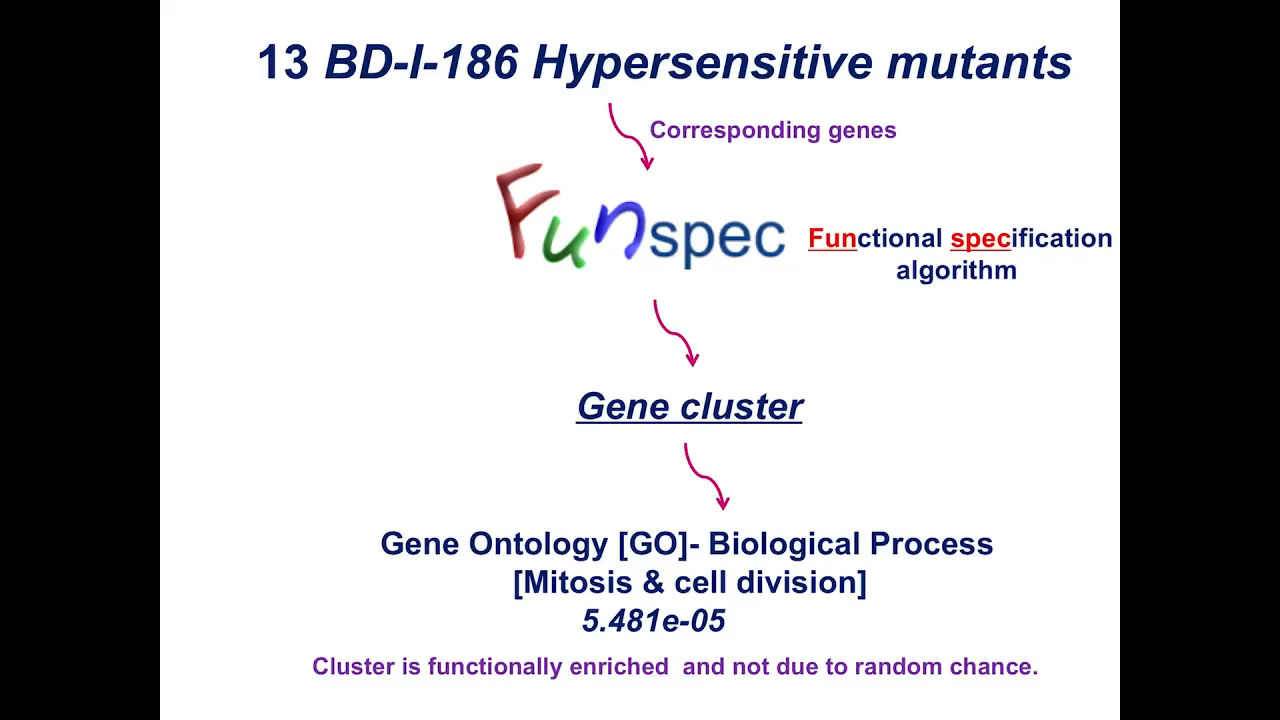 13 BD-I-186 Hypersensitive mutants
Corresponding genes
Funspec
Functional specification
algorithm
Gene cluster
Gene Ontology [GO]- Biological Process
[Mitosis & cell division]
5.481e-05
Cluster is functionally enriched and not due to random chance.